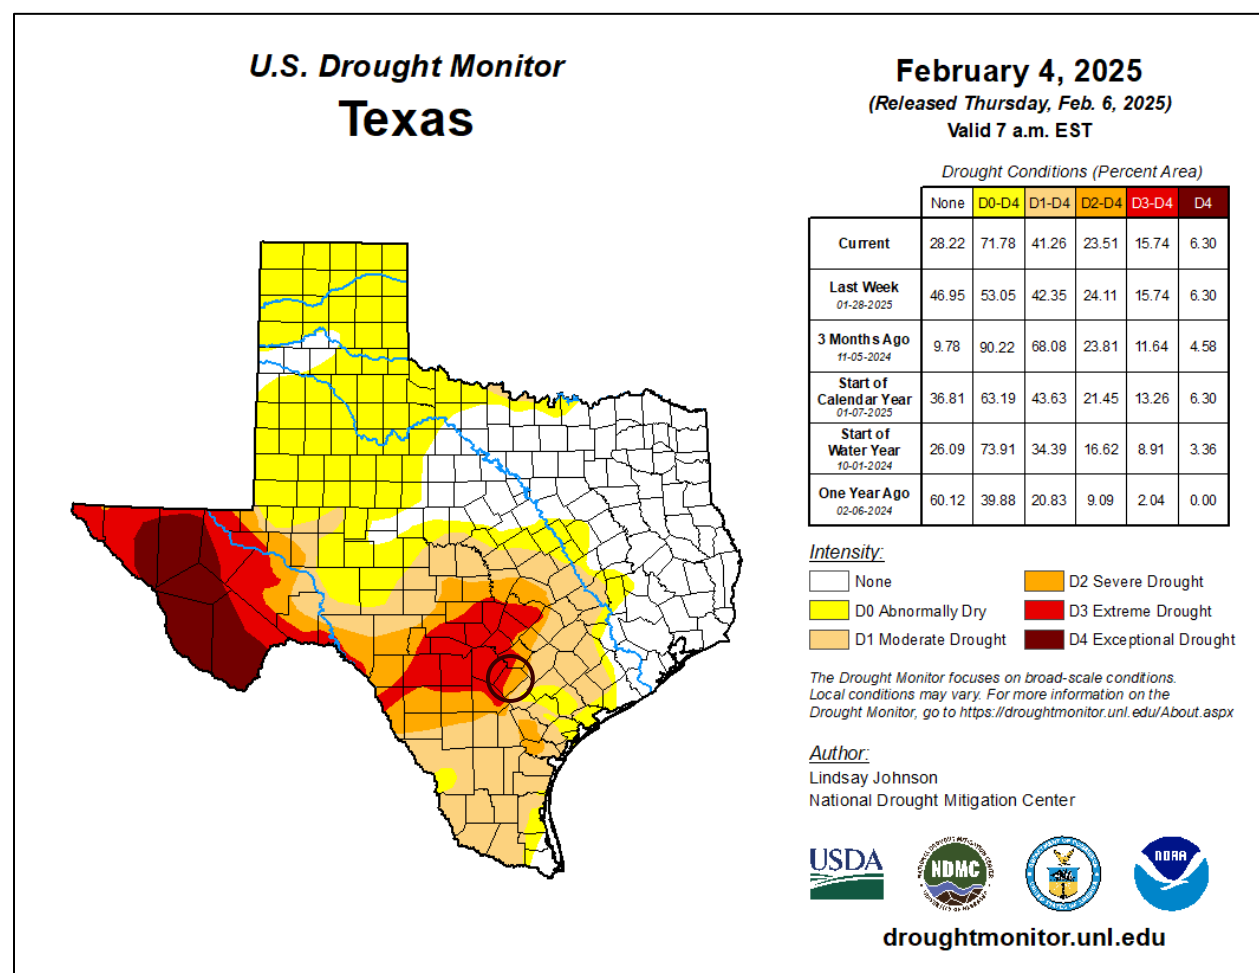 U.S. Drought Monitor
Texas
February 4, 2025
(Released Thursday, Feb. 6, 2025)
Valid 7 a.m. EST
Drought Conditions (Percent Area)
None D0-D4 D1-D4 D2-D4 D3-D4 D4
Current 28.22 71.78 41.26 23.51 15.74 6.30
Last Week
01-28-2025
46.95 53.05 42.35 24.11 15.74 6.30
3 Months Ago
11-05-2024
9.78 90.22 68.08 23.81 11.64 4.58
Start of
Calendar Year
01-07-2025
36.81 63.19 43.63 21.45 13.26 6.30
Start of
Water Year
10-01-2024
26.09 73.91 34.39 16.62 8.91 3.36
One Year Ago
02-06-2024
60.12 39.88 20.83 9.09 2.04 0.00
Intensity:
None
D0 Abnormally Dry
D1 Moderate Drought
D2 Severe Drought
D3 Extreme Drought
D4 Exceptional Drought
The Drought Monitor focuses on broad-scale conditions.
Local conditions may vary. For more information on the
Drought Monitor, go to https://droughtmonitor.unl.edu/About.aspx
Author:
Lindsay Johnson
National Drought Mitigation Center
USDA
NDMC
NOAA
droughtmonitor.unl.edu